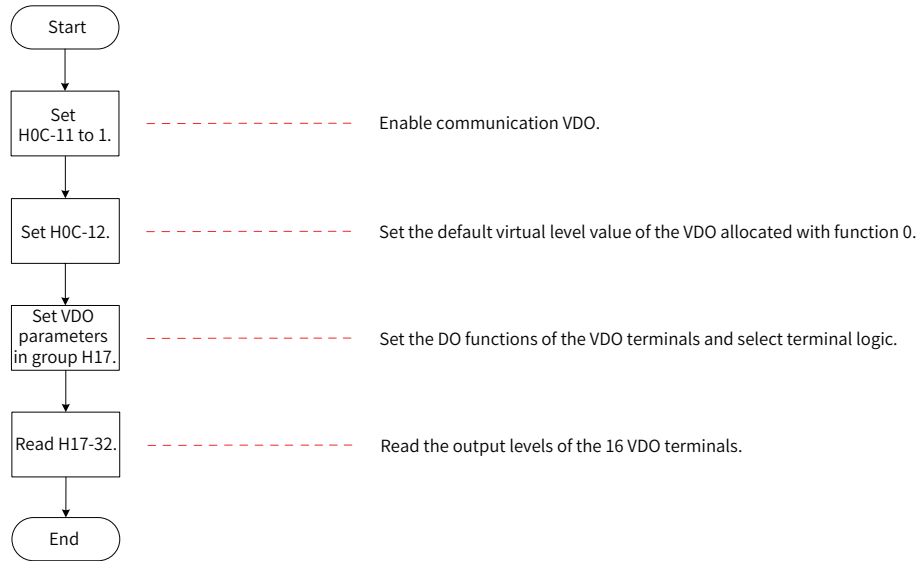 Start
Set
H0C-11 to 1.
Enable communication VDO.
Set H0C-12.
Set the default virtual level value of the VDO allocated with function 0.
Set VDO
parameters
in group H17.
Set the DO functions of the VDO terminals and select terminal logic.
Read H17-32.
Read the output levels of the 16 VDO terminals.
End